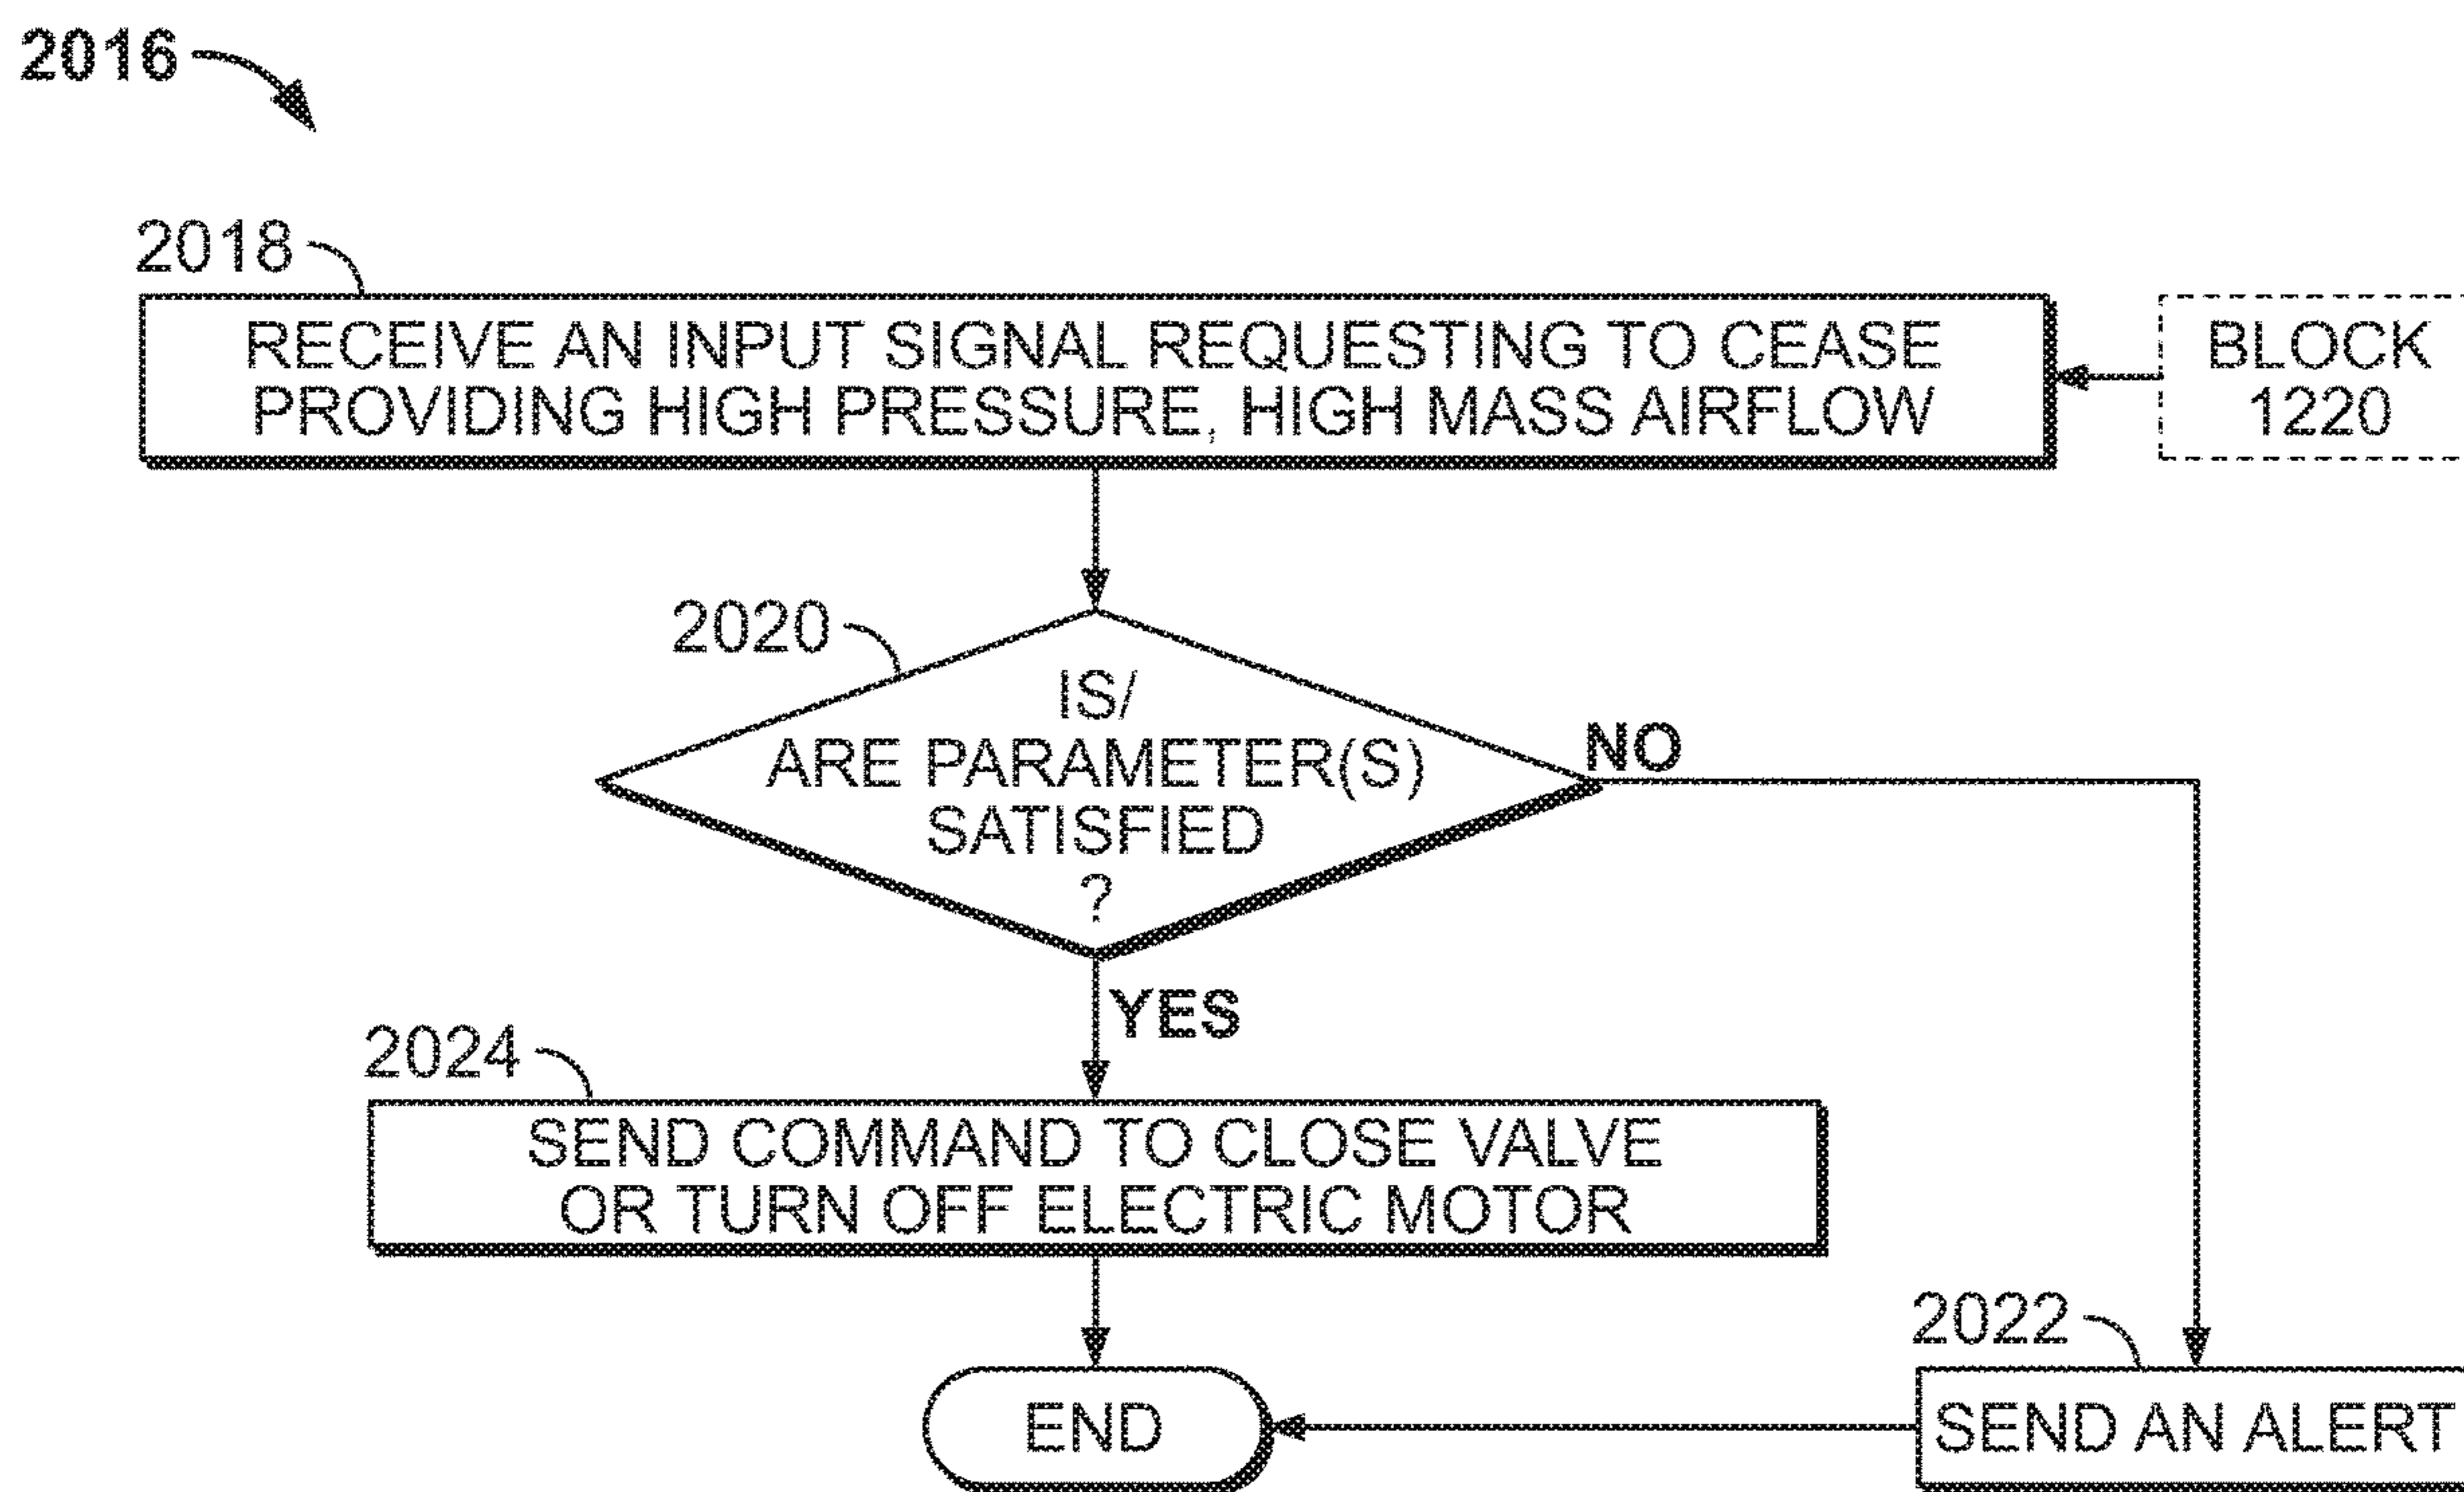 2016
2018
RECEIVE AN INPUT SIGNAL REQUESTING TO CEASE
PROVIDING HIGH PRESSURE, HIGH MASS AIRFLOW
BLOCK
1220
2020
IS/
ARE PARAMETER(S)
SATISFIED
?
NO
YES
2024
SEND COMMAND TO CLOSE VALVE
OR TURN OFF ELECTRIC MOTOR
2022
SEND AN ALERT
END